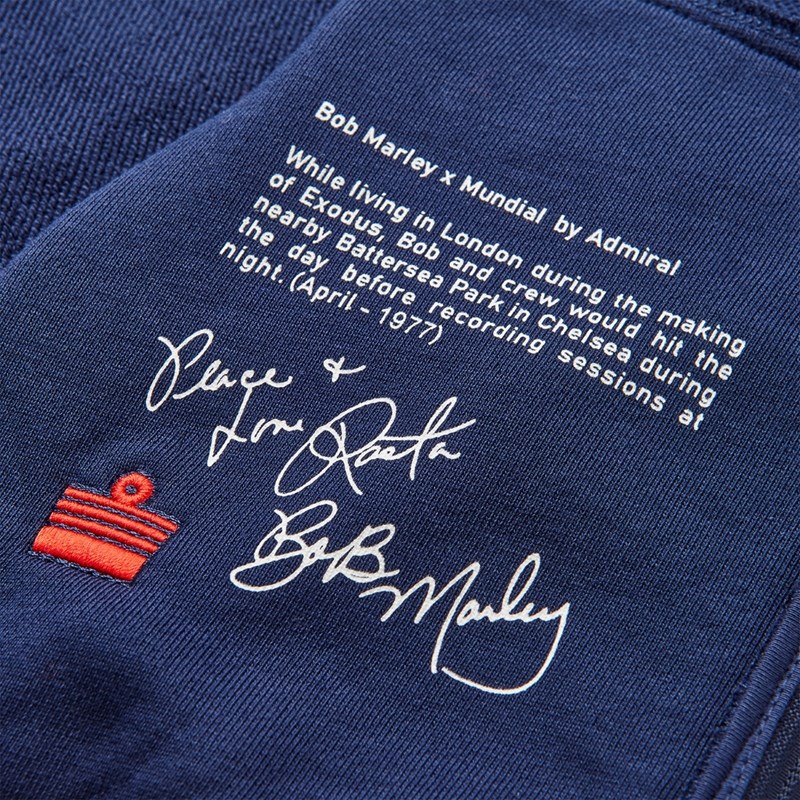 Bob Marley x Mundial by Admiral
While living in London during the making
of Exodus, Bob and crew would hit the
nearby Battersea Park in Chelsea during
the day before recording sessions at
night. (April - 1977)
Peace +
Love Rasta
Bob Marley